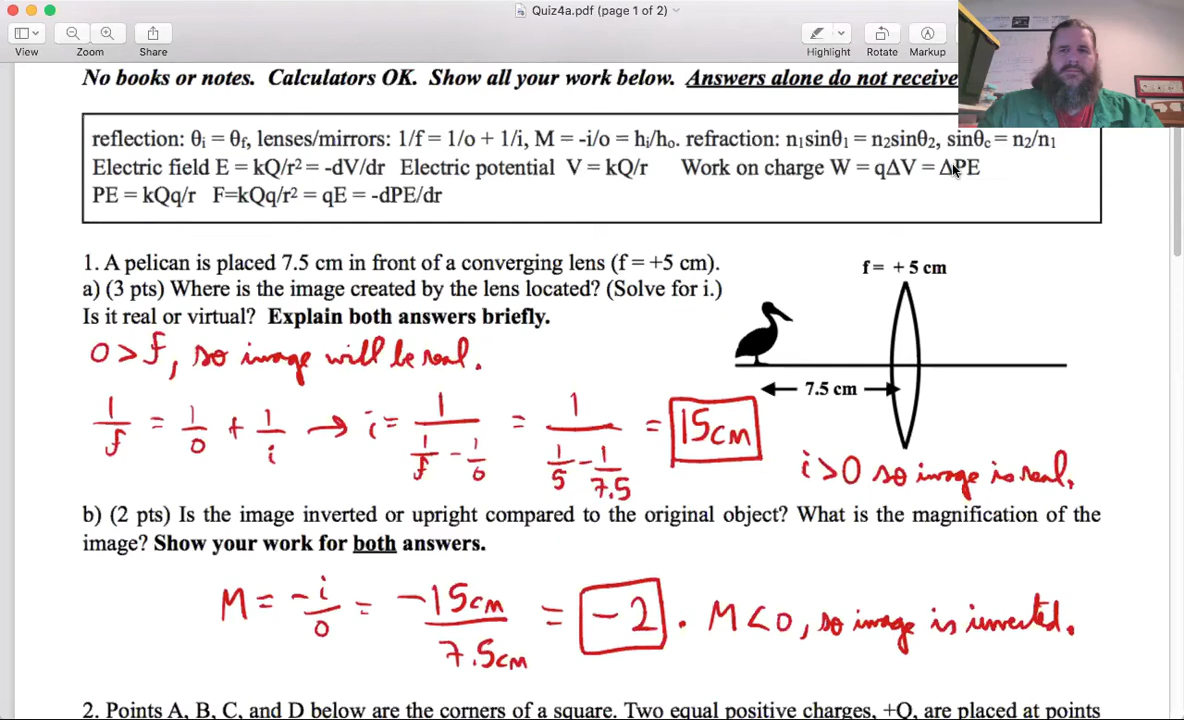 Quiz4a.pdf (page 1 of 2)
View Zoom Share Highlight Rotate Markup
No books or notes. Calculators OK. Show all your work below. Answers alone do not receive
reflection: θi = θf, lenses/mirrors: 1/f = 1/o + 1/i, M = -i/o = hi/ho. refraction: n1sinθ1 = n2sinθ2, sinθc = n2/n1
Electric field E = kQ/r² = -dV/dr Electric potential V = kQ/r Work on charge W = qΔV = ΔPE
PE = kQq/r F=kQq/r² = qE = -dPE/dr
1. A pelican is placed 7.5 cm in front of a converging lens (f = +5 cm).
a) (3 pts) Where is the image created by the lens located? (Solve for i.)
Is it real or virtual? Explain both answers briefly.
f = + 5 cm
7.5 cm
o > f, so image will be real.
1/f = 1/o + 1/i → i = 1/(1/f - 1/o) = 1/(1/5 - 1/7.5) = 15cm
i>0 so image is real.
b) (2 pts) Is the image inverted or upright compared to the original object? What is the magnification of the
image? Show your work for both answers.
M = -i/o = -15cm/7.5cm = -2. M<0, so image is inverted.
2. Points A, B, C, and D below are the corners of a square. Two equal positive charges, +Q, are placed at points